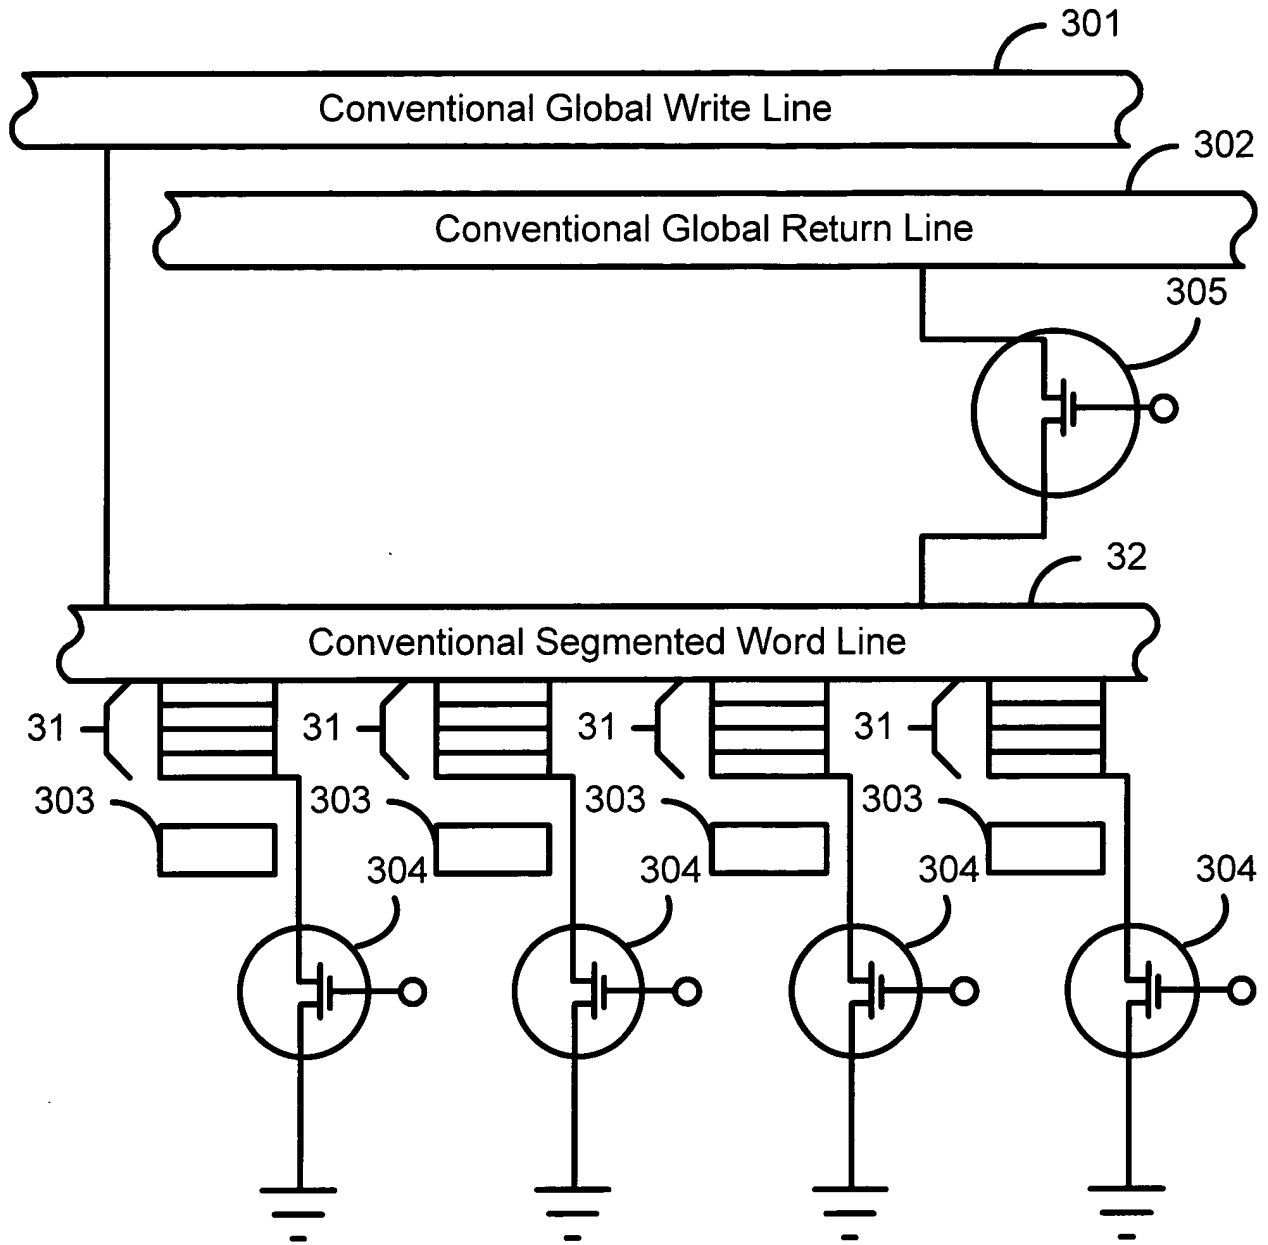 301
Conventional Global Write Line
302
Conventional Global Return Line
305
32
Conventional Segmented Word Line
31 31 31 31
303 303 303 303
304 304 304 304